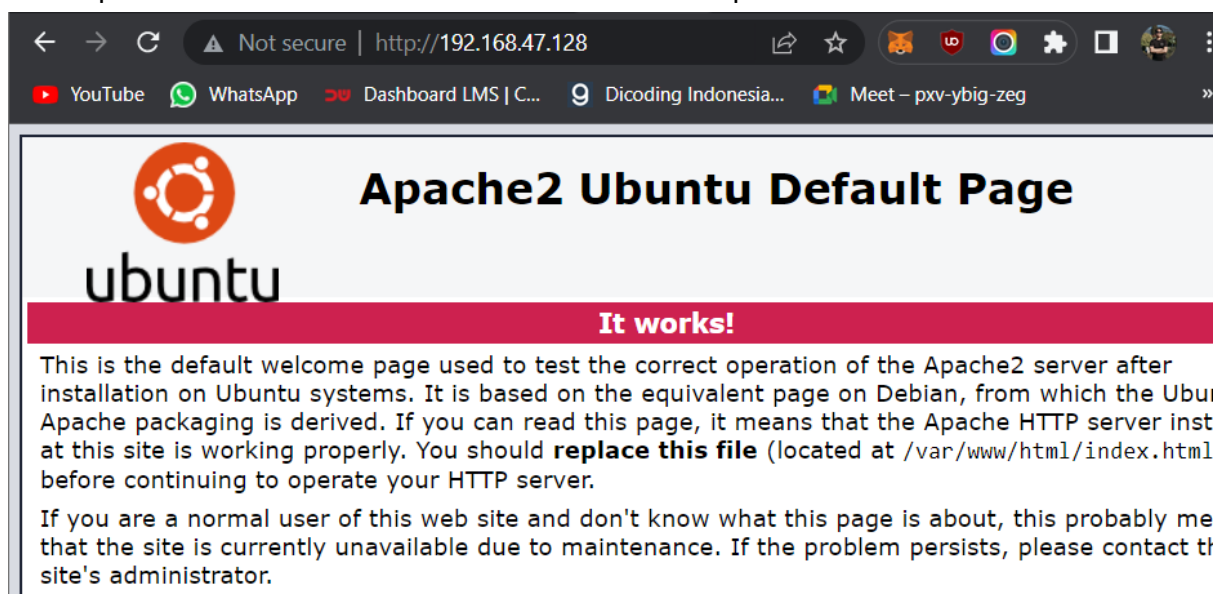 Not secure | http://192.168.47.128
YouTube WhatsApp Dashboard LMS | C... Dicoding Indonesia... Meet – pxv-ybig-zeg »
ubuntu
Apache2 Ubuntu Default Page
It works!
This is the default welcome page used to test the correct operation of the Apache2 server after
installation on Ubuntu systems. It is based on the equivalent page on Debian, from which the Ubu
Apache packaging is derived. If you can read this page, it means that the Apache HTTP server inst
at this site is working properly. You should replace this file (located at /var/www/html/index.html
before continuing to operate your HTTP server.
If you are a normal user of this web site and don't know what this page is about, this probably me
that the site is currently unavailable due to maintenance. If the problem persists, please contact th
site's administrator.